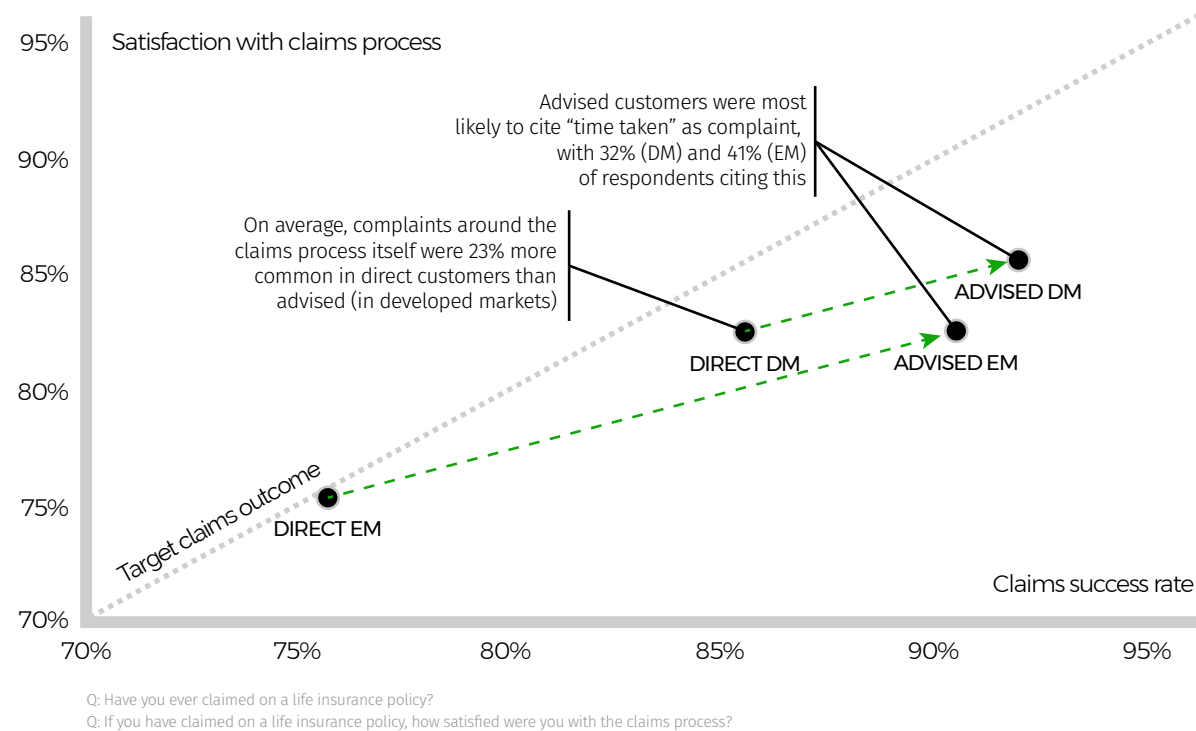 Satisfaction with claims process
95%
90%
85%
80%
75%
70%
Advised customers were most
likely to cite “time taken” as complaint,
with 32% (DM) and 41% (EM)
of respondents citing this
On average, complaints around the
claims process itself were 23% more
common in direct customers than
advised (in developed markets)
ADVISED DM
DIRECT DM
ADVISED EM
Target claims outcome
DIRECT EM
Claims success rate
70%
75%
80%
85%
90%
95%
Q: Have you ever claimed on a life insurance policy?
Q: If you have claimed on a life insurance policy, how satisfied were you with the claims process?